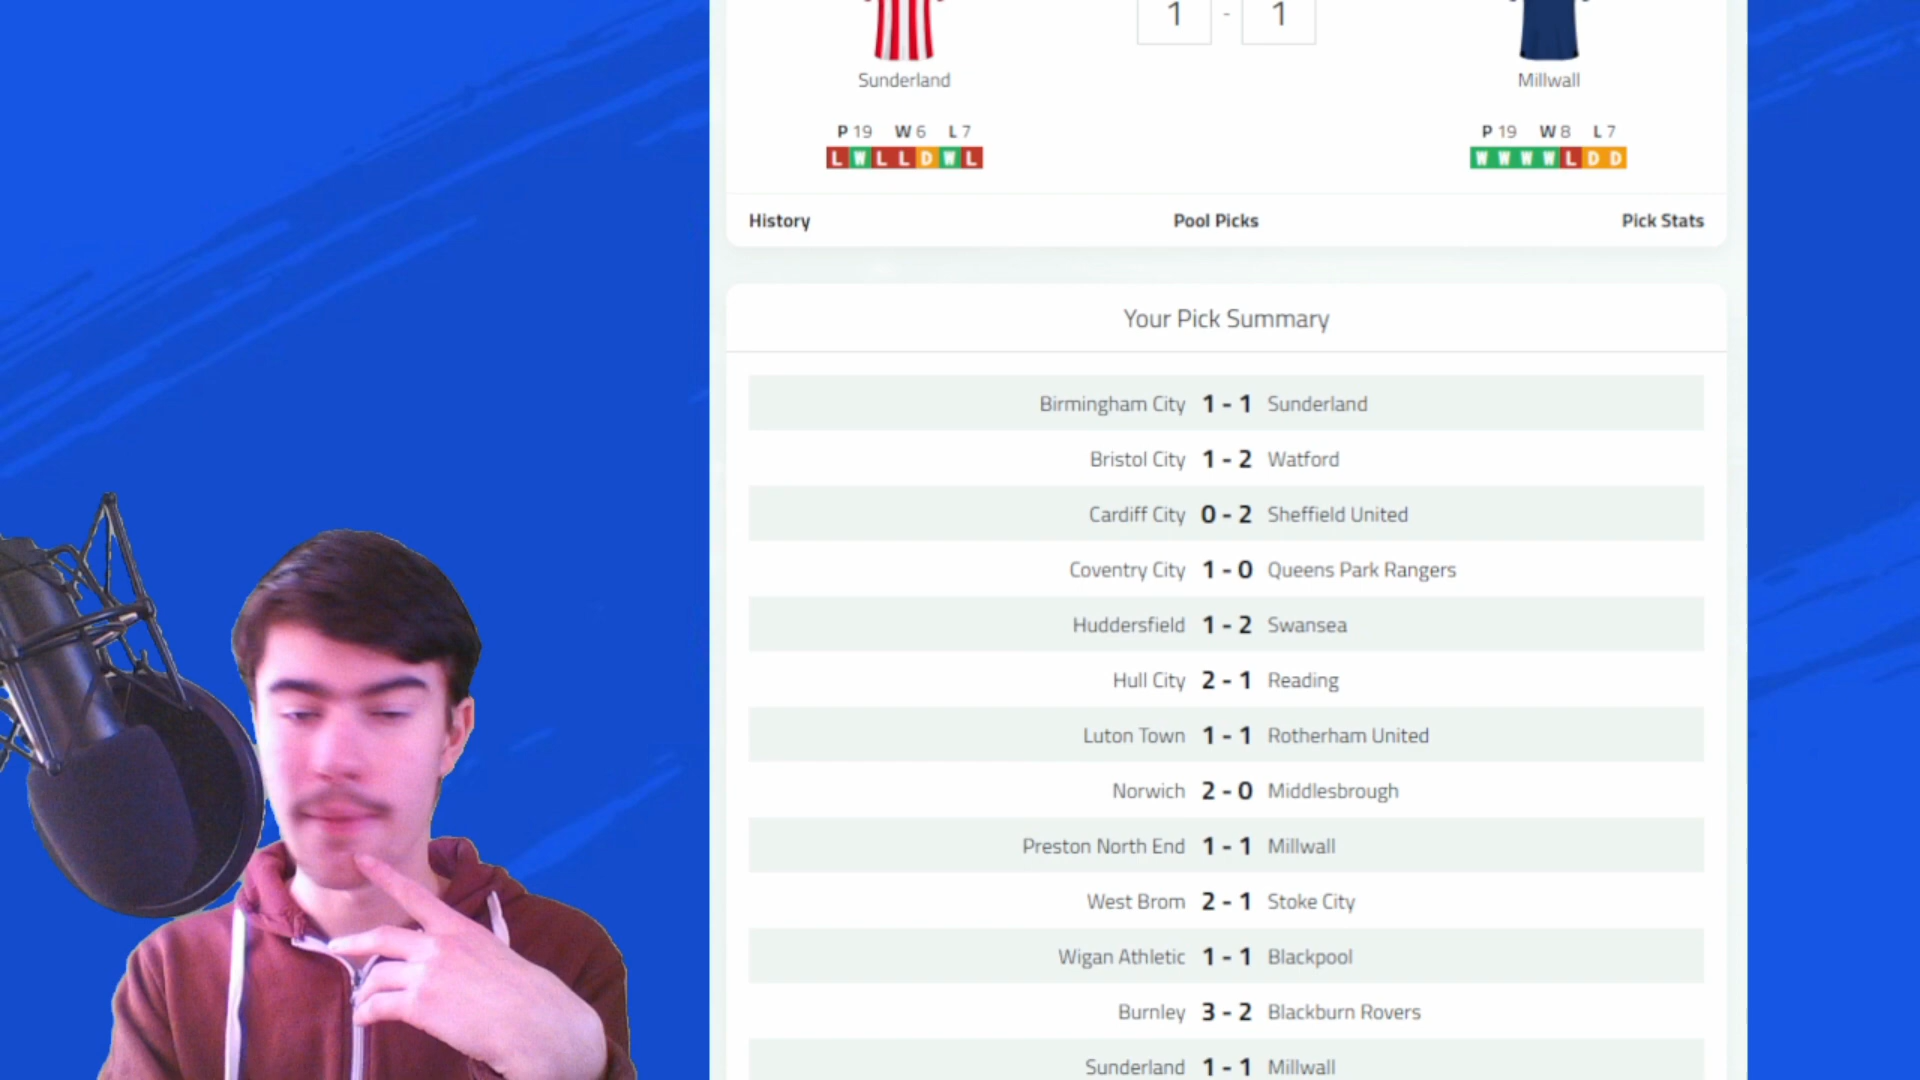 1 - 1
Sunderland Millwall
P 19 W 6 L 7 P 19 W 8 L 7
L W L L D W L W W W W L D D
History Pool Picks Pick Stats
Your Pick Summary
Birmingham City 1 - 1 Sunderland
Bristol City 1 - 2 Watford
Cardiff City 0 - 2 Sheffield United
Coventry City 1 - 0 Queens Park Rangers
Huddersfield 1 - 2 Swansea
Hull City 2 - 1 Reading
Luton Town 1 - 1 Rotherham United
Norwich 2 - 0 Middlesbrough
Preston North End 1 - 1 Millwall
West Brom 2 - 1 Stoke City
Wigan Athletic 1 - 1 Blackpool
Burnley 3 - 2 Blackburn Rovers
Sunderland 1 - 1 Millwall